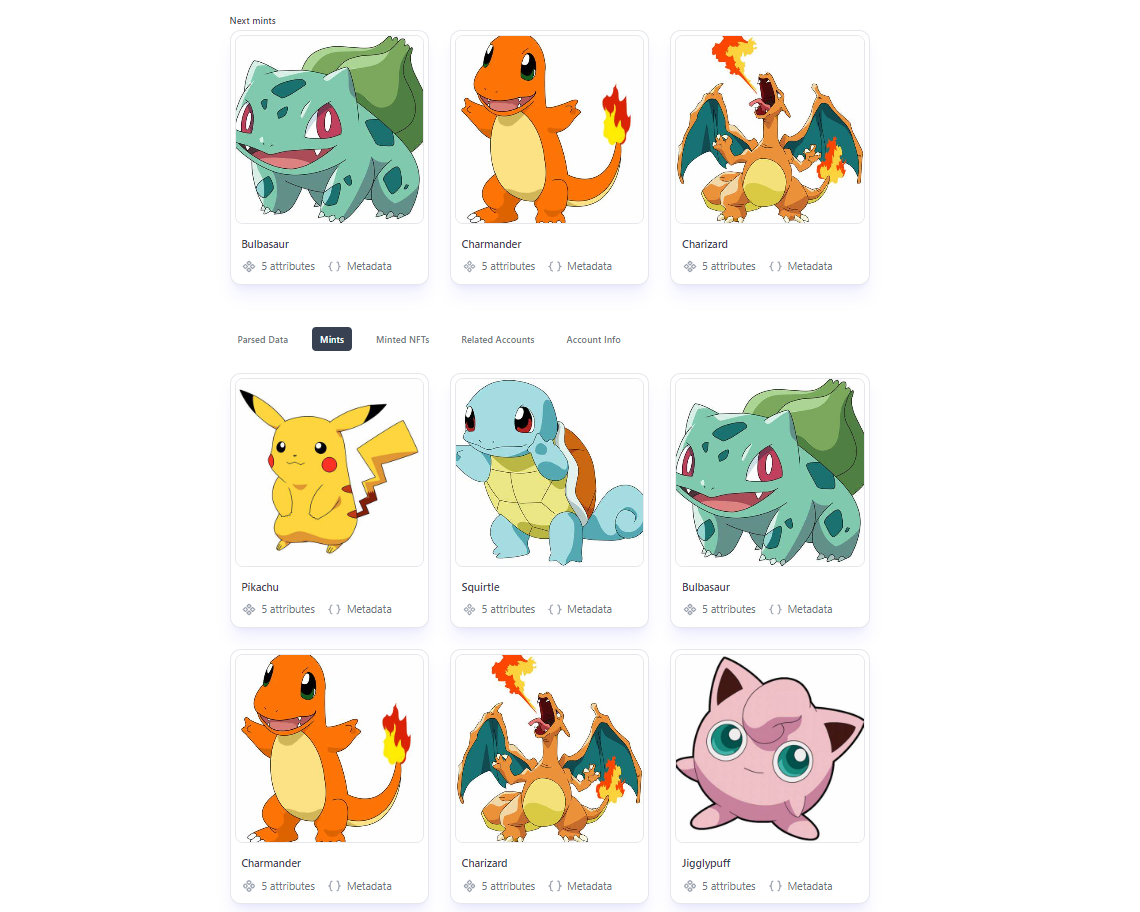 Next mints
Bulbasaur
5 attributes { } Metadata
Charmander
5 attributes { } Metadata
Charizard
5 attributes { } Metadata
Parsed Data Mints Minted NFTs Related Accounts Account Info
Pikachu
5 attributes { } Metadata
Squirtle
5 attributes { } Metadata
Bulbasaur
5 attributes { } Metadata
Charmander
5 attributes { } Metadata
Charizard
5 attributes { } Metadata
Jigglypuff
5 attributes { } Metadata